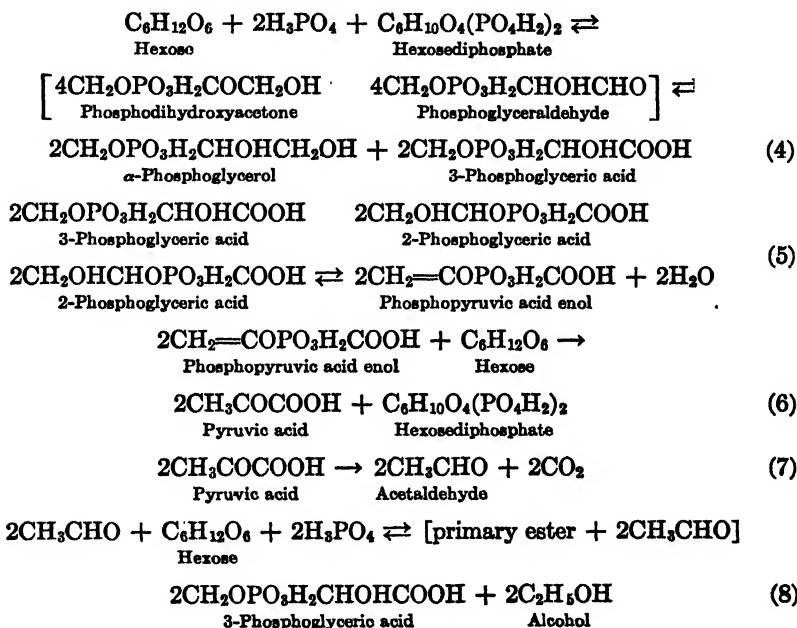 C₆H₁₂O₆ + 2H₃PO₄ + C₆H₁₀O₄(PO₄H₂)₂ ⇌
Hexose Hexosediphosphate
[4CH₂OPO₃H₂COCH₂OH 4CH₂OPO₃H₂CHOHCHO] ⇌
Phosphodihydroxyacetone Phosphoglyceraldehyde
2CH₂OPO₃H₂CHOHCH₂OH + 2CH₂OPO₃H₂CHOHCOOH (4)
α-Phosphoglycerol 3-Phosphoglyceric acid
2CH₂OPO₃H₂CHOHCOOH 2CH₂OHCHOPO₃H₂COOH
3-Phosphoglyceric acid 2-Phosphoglyceric acid
(5)
2CH₂OHCHOPO₃H₂COOH ⇌ 2CH₂=COPO₃H₂COOH + 2H₂O
2-Phosphoglyceric acid Phosphopyruvic acid enol
2CH₂=COPO₃H₂COOH + C₆H₁₂O₆ →
Phosphopyruvic acid enol Hexose
2CH₃COCOOH + C₆H₁₀O₄(PO₄H₂)₂ (6)
Pyruvic acid Hexosediphosphate
2CH₃COCOOH → 2CH₃CHO + 2CO₂ (7)
Pyruvic acid Acetaldehyde
2CH₃CHO + C₆H₁₂O₆ + 2H₃PO₄ ⇌ [primary ester + 2CH₃CHO]
Hexose
2CH₂OPO₃H₂CHOHCOOH + 2C₂H₅OH (8)
3-Phosphoglyceric acid Alcohol